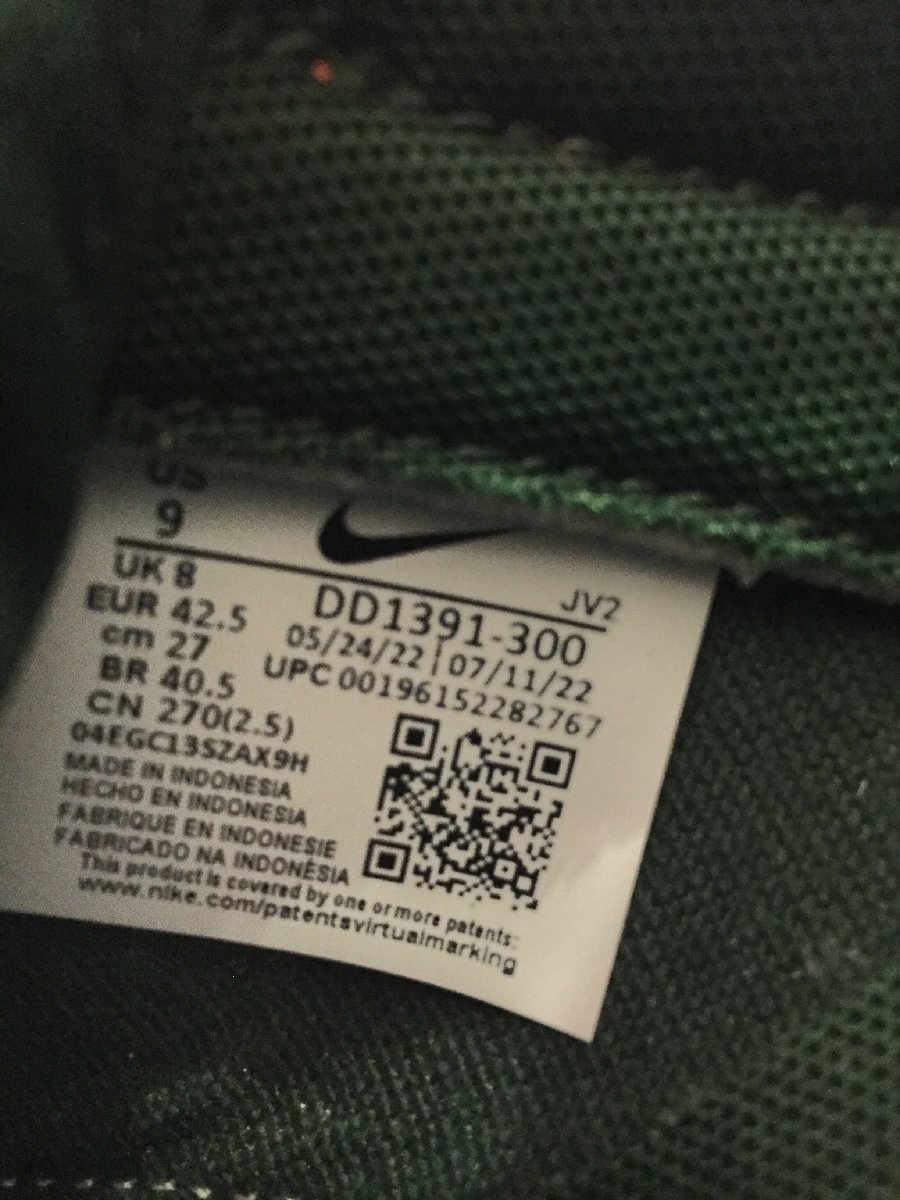 US
9
UK 8
EUR 42.5
cm 27
BR 40.5
CN 270(2.5)
JV2
DD1391-300
05/24/22 | 07/11/22
UPC 00196152282767
04EGC13SZAX9H
MADE IN INDONESIA
HECHO EN INDONESIA
FABRIQUE EN INDONESIE
FABRICADO NA INDONÉSIA
This product is covered by one or more patents:
www.nike.com/patentsvirtualmarking